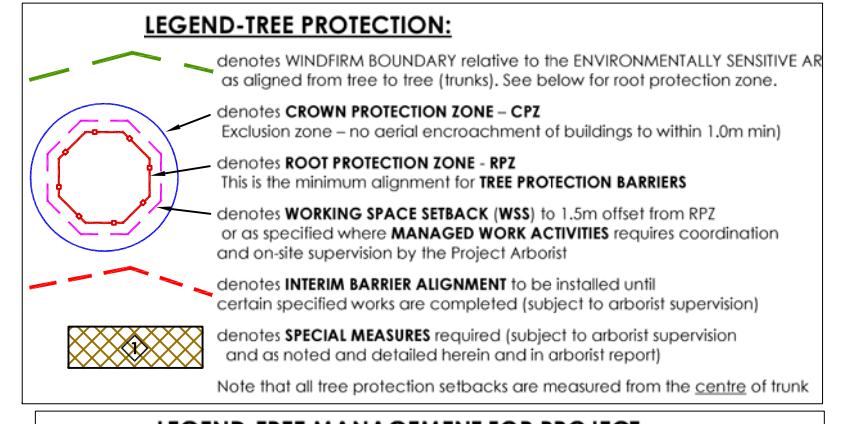 LEGEND-TREE PROTECTION:
denotes WINDFIRM BOUNDARY relative to the ENVIRONMENTALLY SENSITIVE AR
as aligned from tree to tree (trunks). See below for root protection zone.
denotes CROWN PROTECTION ZONE – CPZ
Exclusion zone – no aerial encroachment of buildings to within 1.0m min)
denotes ROOT PROTECTION ZONE - RPZ
This is the minimum alignment for TREE PROTECTION BARRIERS
denotes WORKING SPACE SETBACK (WSS) to 1.5m offset from RPZ
or as specified where MANAGED WORK ACTIVITIES requires coordination
and on-site supervision by the Project Arborist
denotes INTERIM BARRIER ALIGNMENT to be installed until
certain specified works are completed (subject to arborist supervision)
denotes SPECIAL MEASURES required (subject to arborist supervision
1
and as noted and detailed herein and in arborist report)
Note that all tree protection setbacks are measured from the centre of trunk
LEGEND-TREE MANAGEMENT FOR PROJECT